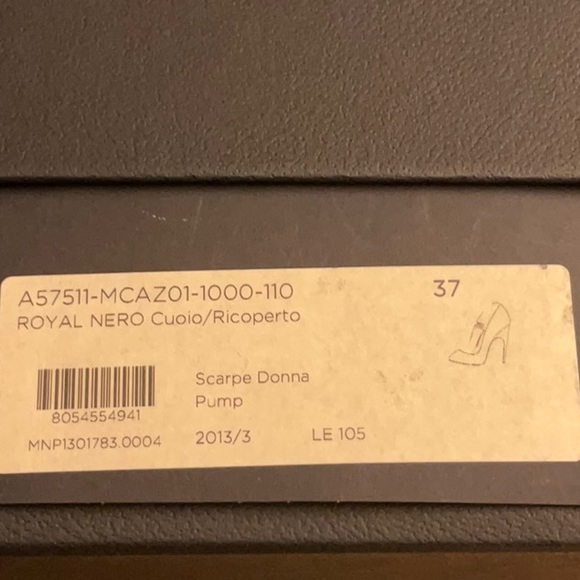 A57511-MCAZ01-1000-110 37
ROYAL NERO Cuoio/Ricoperto
8054554941
Scarpe Donna
Pump
MNP1301783.0004 2013/3 LE 105